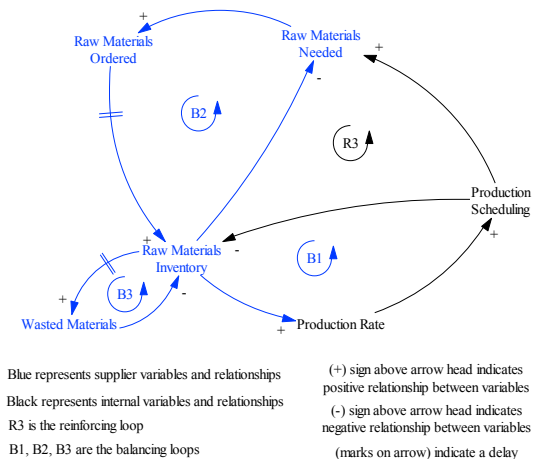 +
Raw Materials
Ordered
Raw Materials
Needed
+
-
B2
R3
Production
Scheduling
+
+
Raw Materials
Inventory
-
B1
+
B3
-
Wasted Materials
+
Production Rate
Blue represents supplier variables and relationships
Black represents internal variables and relationships
R3 is the reinforcing loop
B1, B2, B3 are the balancing loops
(+) sign above arrow head indicates
positive relationship between variables
(-) sign above arrow head indicates
negative relationship between variables
(marks on arrow) indicate a delay